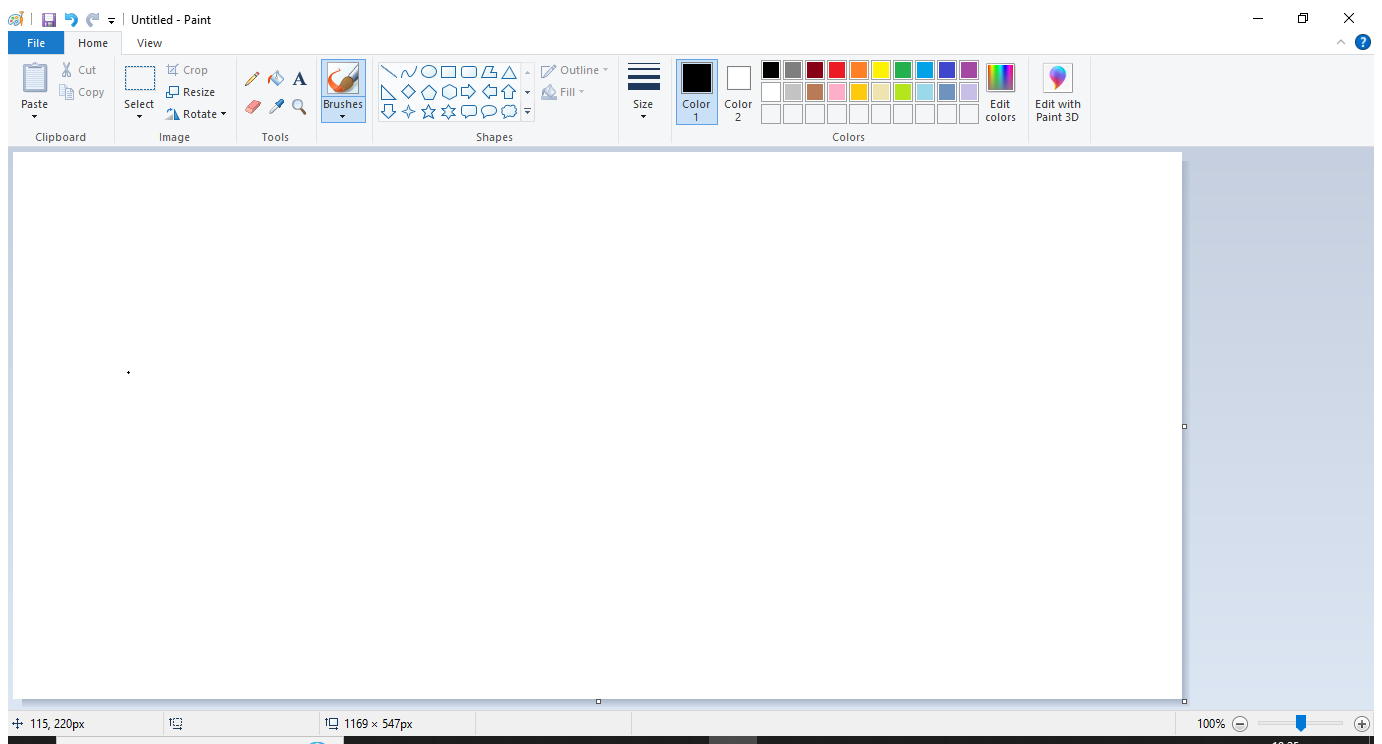 Untitled - Paint
File Home View
Paste
Cut
Copy
Clipboard
Select
Crop
Resize
Rotate
Image
A
Tools
Brushes
Shapes
Outline
Fill
Size
Color 1
Color 2
Colors
Edit colors
Edit with Paint 3D
?
115, 220px
1169 × 547px
100%